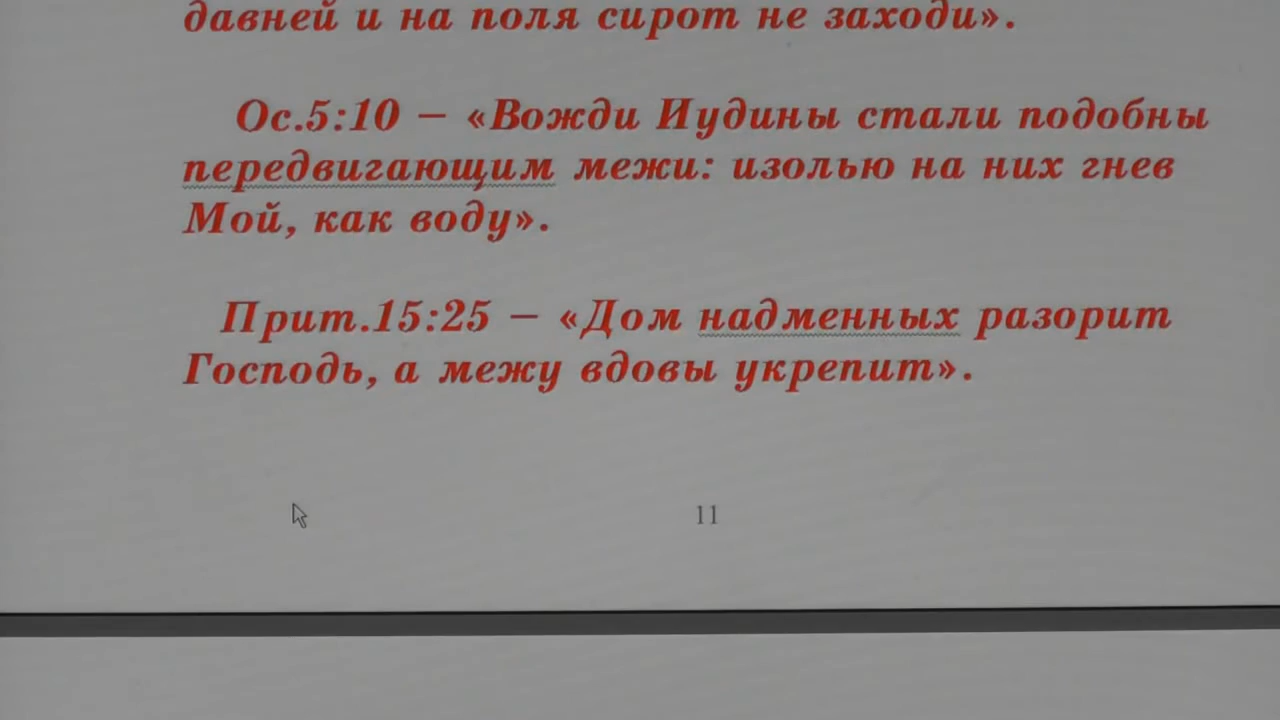 давней и на поля сирот не заходи».
Ос.5:10 – «Вожди Иудины стали подобны
передвигающим межи: изолью на них гнев
Мой, как воду».
Прит.15:25 – «Дом надменных разорит
Господь, а межу вдовы укрепит».
11